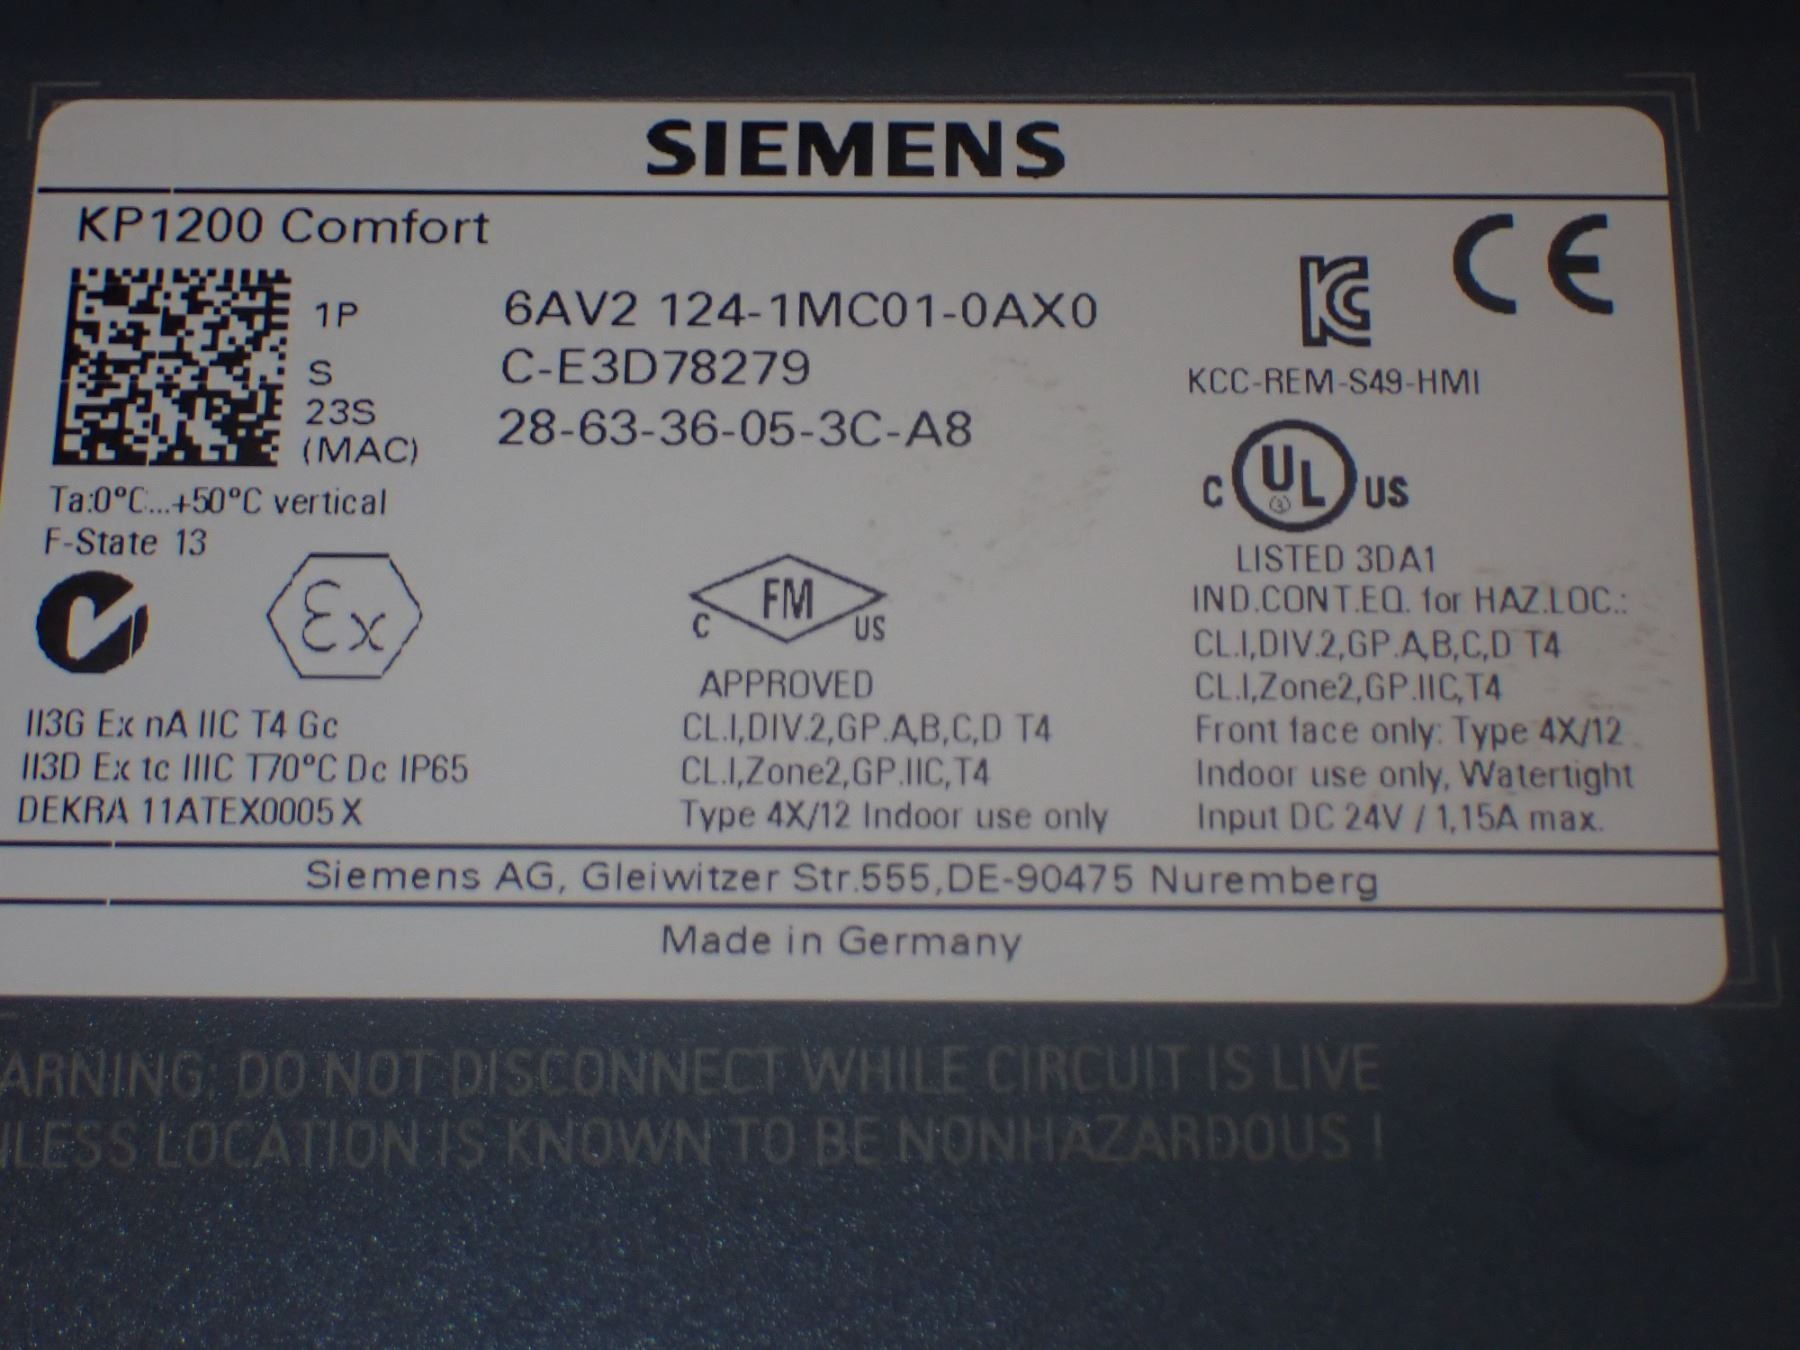 SIEMENS
KP1200 Comfort
CE
1P 6AV2 124-1MC01-0AX0
S C-E3D78279
23S
(MAC) 28-63-36-05-3C-A8
KCC-REM-S49-HMI
Ta:0°C...+50°C vertical
F-State 13
C UL US
LISTED 3DA1
IND.CONT.EQ. for HAZ.LOC.:
CL.I,DIV.2,GP.A,B,C,D T4
CL.I,Zone2,GP.IIC,T4
Front face only: Type 4X/12
Indoor use only, Watertight
Input DC 24V / 1,15A max.
Ex
C FM US
APPROVED
CL.I,DIV.2,GP.A,B,C,D T4
CL.I,Zone2,GP.IIC,T4
Type 4X/12 Indoor use only
II3G Ex nA IIC T4 Gc
II3D Ex tc IIIC T70°C Dc IP65
DEKRA 11ATEX0005 X
Siemens AG, Gleiwitzer Str.555,DE-90475 Nuremberg
Made in Germany
ARNING: DO NOT DISCONNECT WHILE CIRCUIT IS LIVE
NLESS LOCATION IS KNOWN TO BE NONHAZARDOUS !